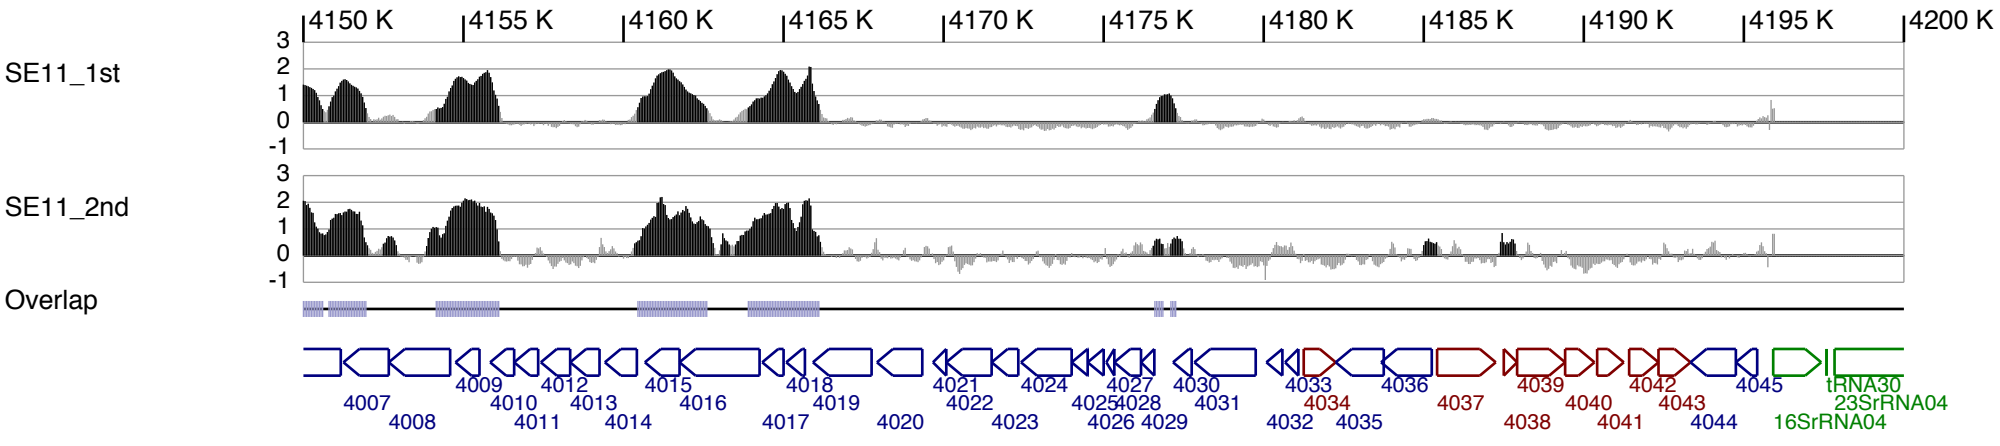 4150 K 4155 K 4160 K 4165 K 4170 K 4175 K 4180 K 4185 K 4190 K 4195 K 4200 K
3
SE11_1st
2
1
0
-1
3
SE11_2nd
2
1
0
-1
Overlap
4009 4012 4015 4018 4021 4024 4027 4030 4033 4036 4039 4042 4045 tRNA30
4007 4010 4013 4016 4019 4022 4025 4028 4031 4034 4037 4040 4043 23SrRNA04
4008 4011 4014 4017 4020 4023 4026 4029 4032 4035 4038 4041 4044 16SrRNA04